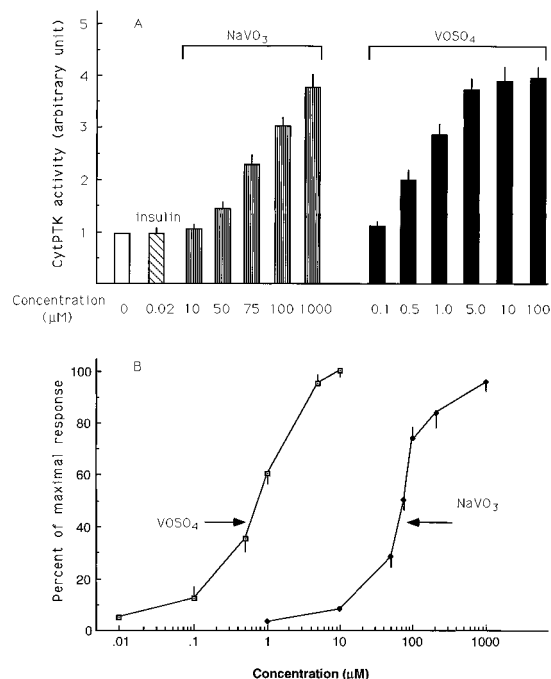 A
NaVO3
VOSO4
CytPTK activity (arbitrary unit)
5
4
3
2
1
insulin
Concentration (μM)
0 0.02 10 50 75 100 1000 0.1 0.5 1.0 5.0 10 100
B
Percent of maximal response
100
80
60
40
20
0
VOSO4
NaVO3
.01 .1 1 10 100 1000
Concentration (μM)